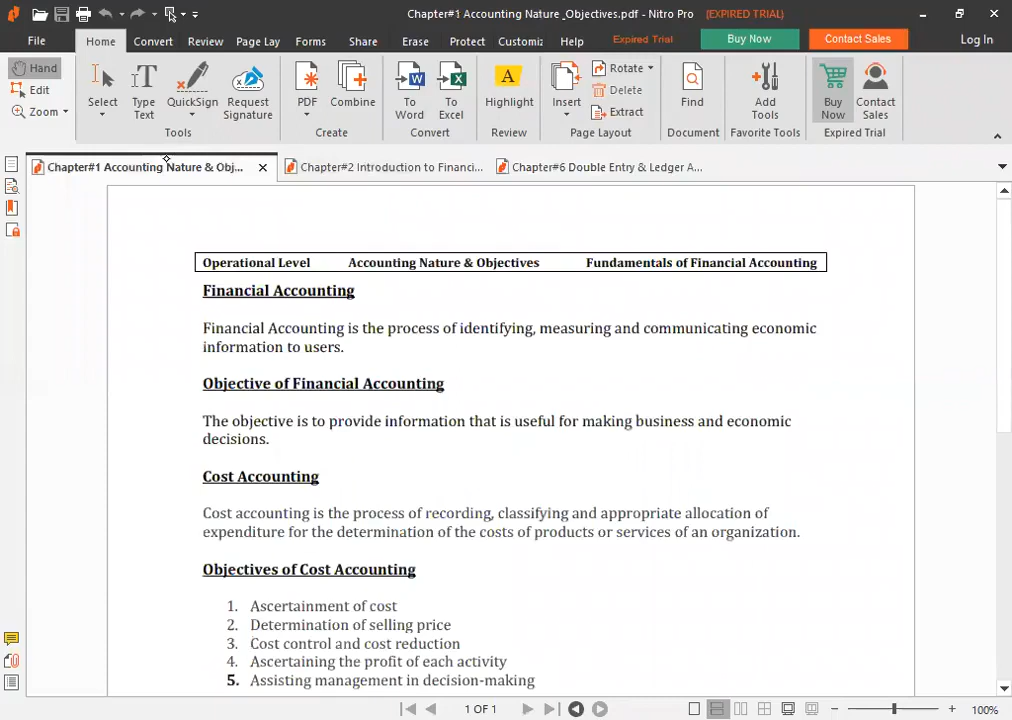 Chapter#1 Accounting Nature _Objectives.pdf - Nitro Pro (EXPIRED TRIAL)
File Home Convert Review Page Lay Forms Share Erase Protect Customiz Help Expired Trial Buy Now Contact Sales Log In
Hand
Edit
Zoom
Select
Type Text
QuickSign
Request Signature
Tools
PDF
Combine
Create
To Word
To Excel
Convert
Highlight
Review
Insert
Rotate
Delete
Extract
Page Layout
Find
Document
Add Tools
Favorite Tools
Buy Now
Contact Sales
Expired Trial
Chapter#1 Accounting Nature & Obj... Chapter#2 Introduction to Financi... Chapter#6 Double Entry & Ledger A...
Operational Level Accounting Nature & Objectives Fundamentals of Financial Accounting
Financial Accounting
Financial Accounting is the process of identifying, measuring and communicating economic
information to users.
Objective of Financial Accounting
The objective is to provide information that is useful for making business and economic
decisions.
Cost Accounting
Cost accounting is the process of recording, classifying and appropriate allocation of
expenditure for the determination of the costs of products or services of an organization.
Objectives of Cost Accounting
1. Ascertainment of cost
2. Determination of selling price
3. Cost control and cost reduction
4. Ascertaining the profit of each activity
5. Assisting management in decision-making
1 OF 1
100%